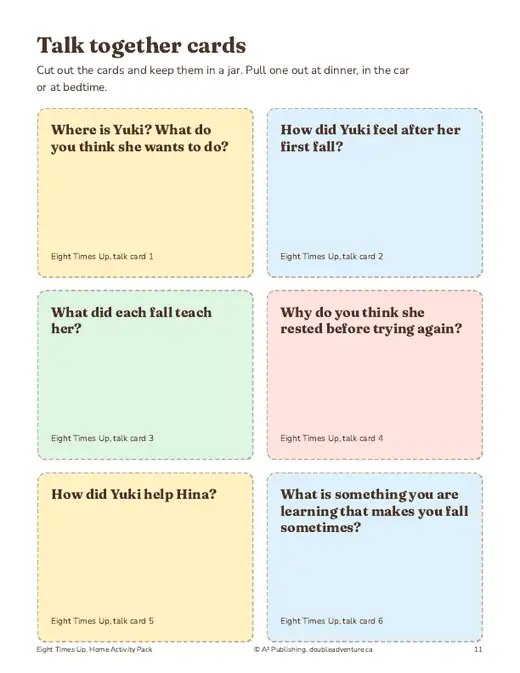 Talk together cards
Cut out the cards and keep them in a jar. Pull one out at dinner, in the car
or at bedtime.
Where is Yuki? What do
you think she wants to do?
Eight Times Up, talk card 1
How did Yuki feel after her
first fall?
Eight Times Up, talk card 2
What did each fall teach
her?
Eight Times Up, talk card 3
Why do you think she
rested before trying again?
Eight Times Up, talk card 4
How did Yuki help Hina?
Eight Times Up, talk card 5
What is something you are
learning that makes you fall
sometimes?
Eight Times Up, talk card 6
Eight Times Up. Home Activity Pack
© A² Publishing, doubleadventure.ca
11